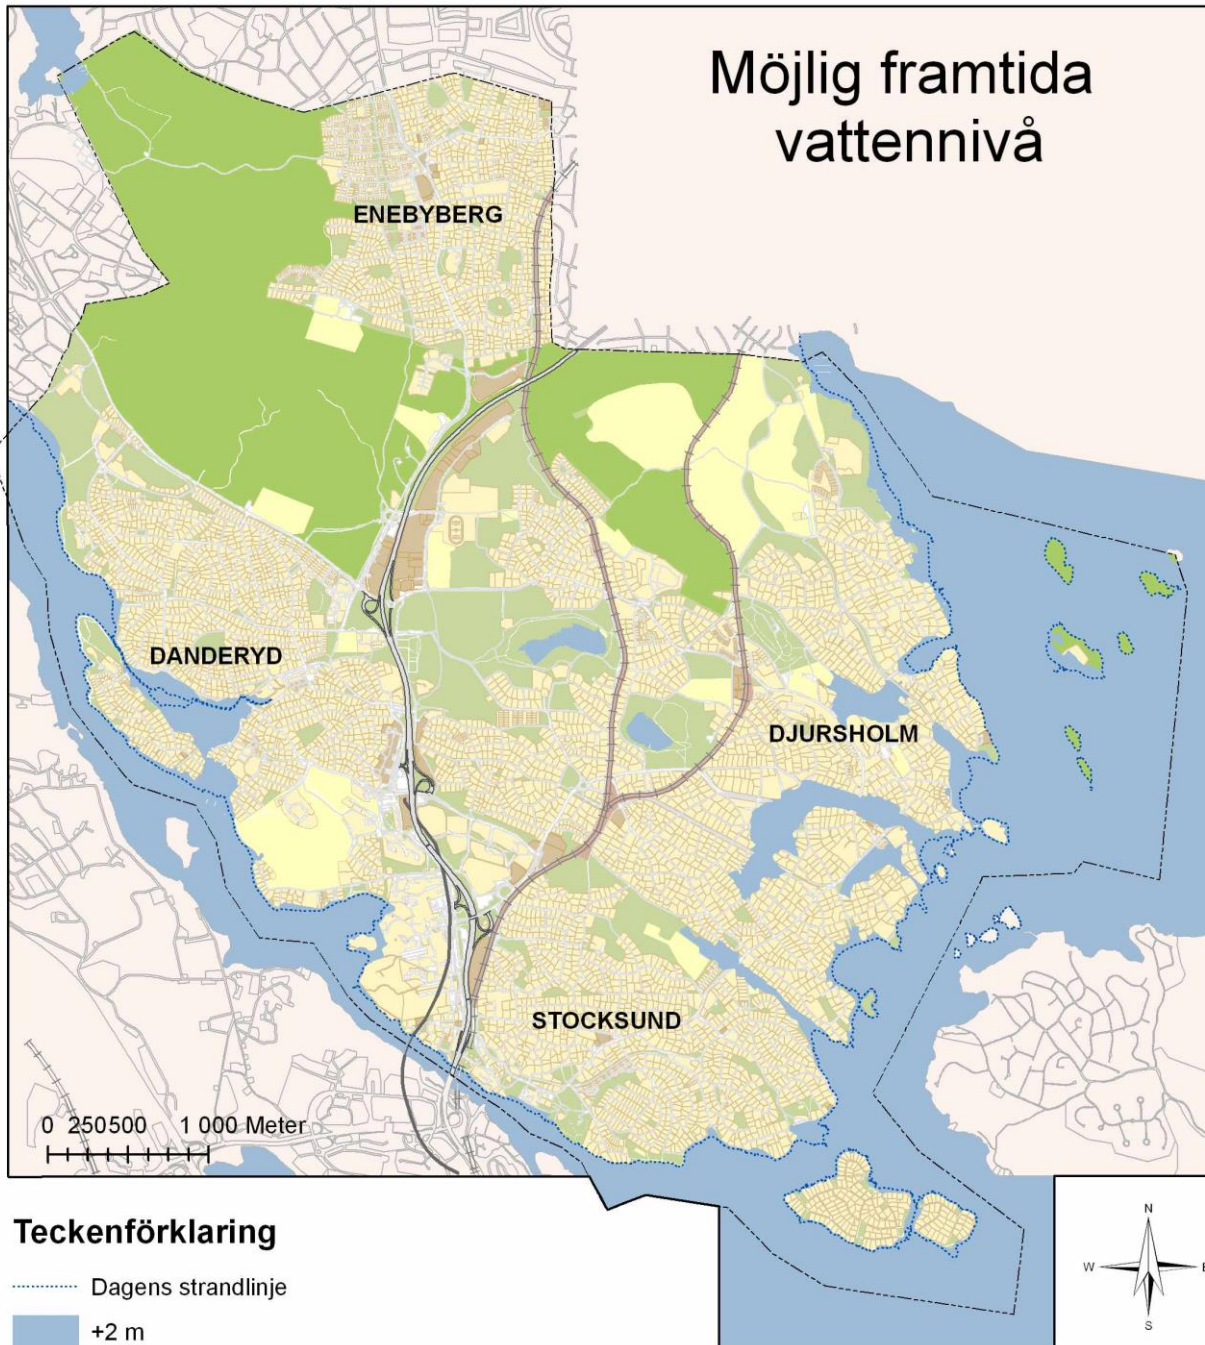 Möjlig framtida
vattennivå
ENEBYBERG
DANDERYD
DJURSHOLM
STOCKSUND
0 250500 1 000 Meter
Teckenförklaring
Dagens strandlinje
+2 m
N
W E
S